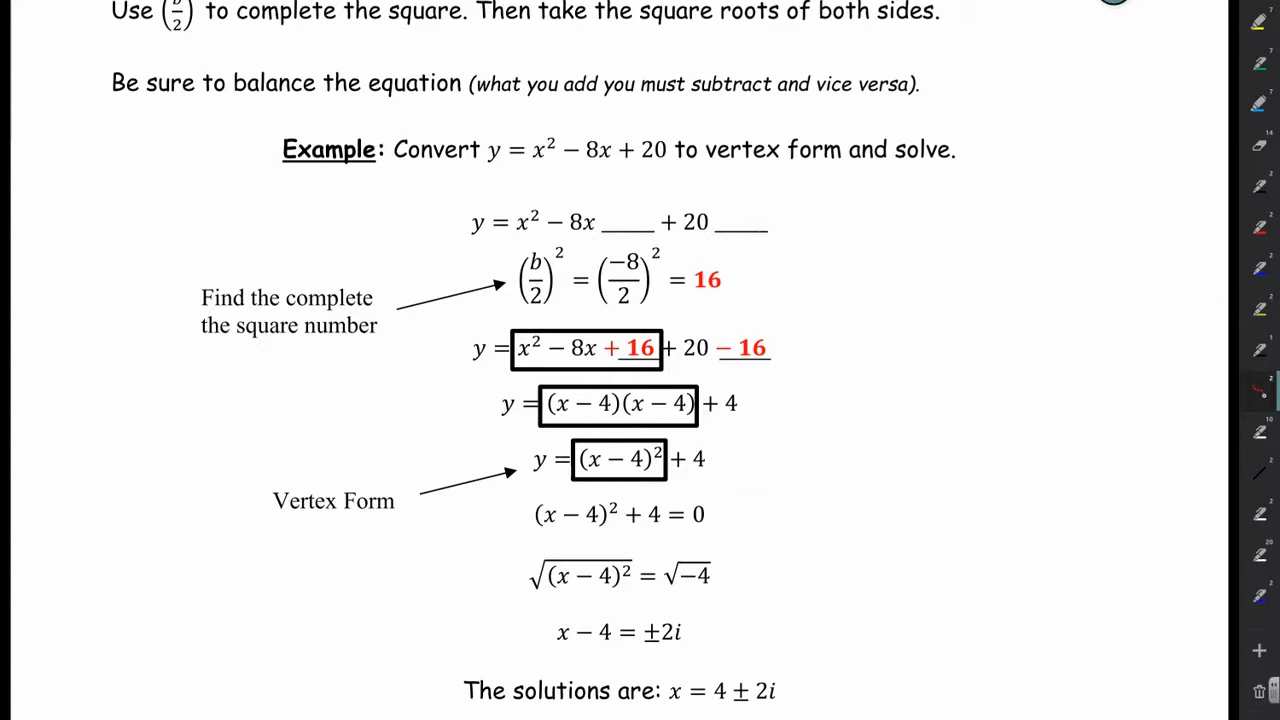 Use (b/2) to complete the square. Then take the square roots of both sides.
Be sure to balance the equation (what you add you must subtract and vice versa).
Example: Convert y = x² − 8x + 20 to vertex form and solve.
y = x² − 8x ____ + 20 ____
(b/2)² = (−8/2)² = 16
Find the complete
the square number
y = x² − 8x + 16 + 20 − 16
y = (x − 4)(x − 4) + 4
y = (x − 4)² + 4
Vertex Form
(x − 4)² + 4 = 0
√(x − 4)² = √−4
x − 4 = ±2i
The solutions are: x = 4 ± 2i